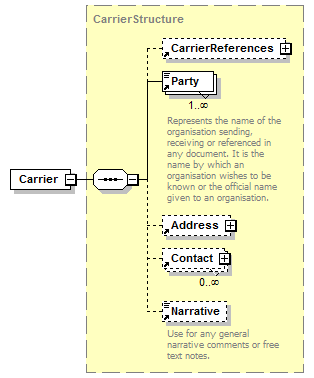 CarrierStructure
CarrierReferences
Party
1..∞
Represents the name of the
organisation sending,
receiving or referenced in
any document. It is the
name by which an
organisation wishes to be
known or the official name
given to an organisation.
Carrier
Address
Contact
0..∞
Narrative
Use for any general
narrative comments or free
text notes.